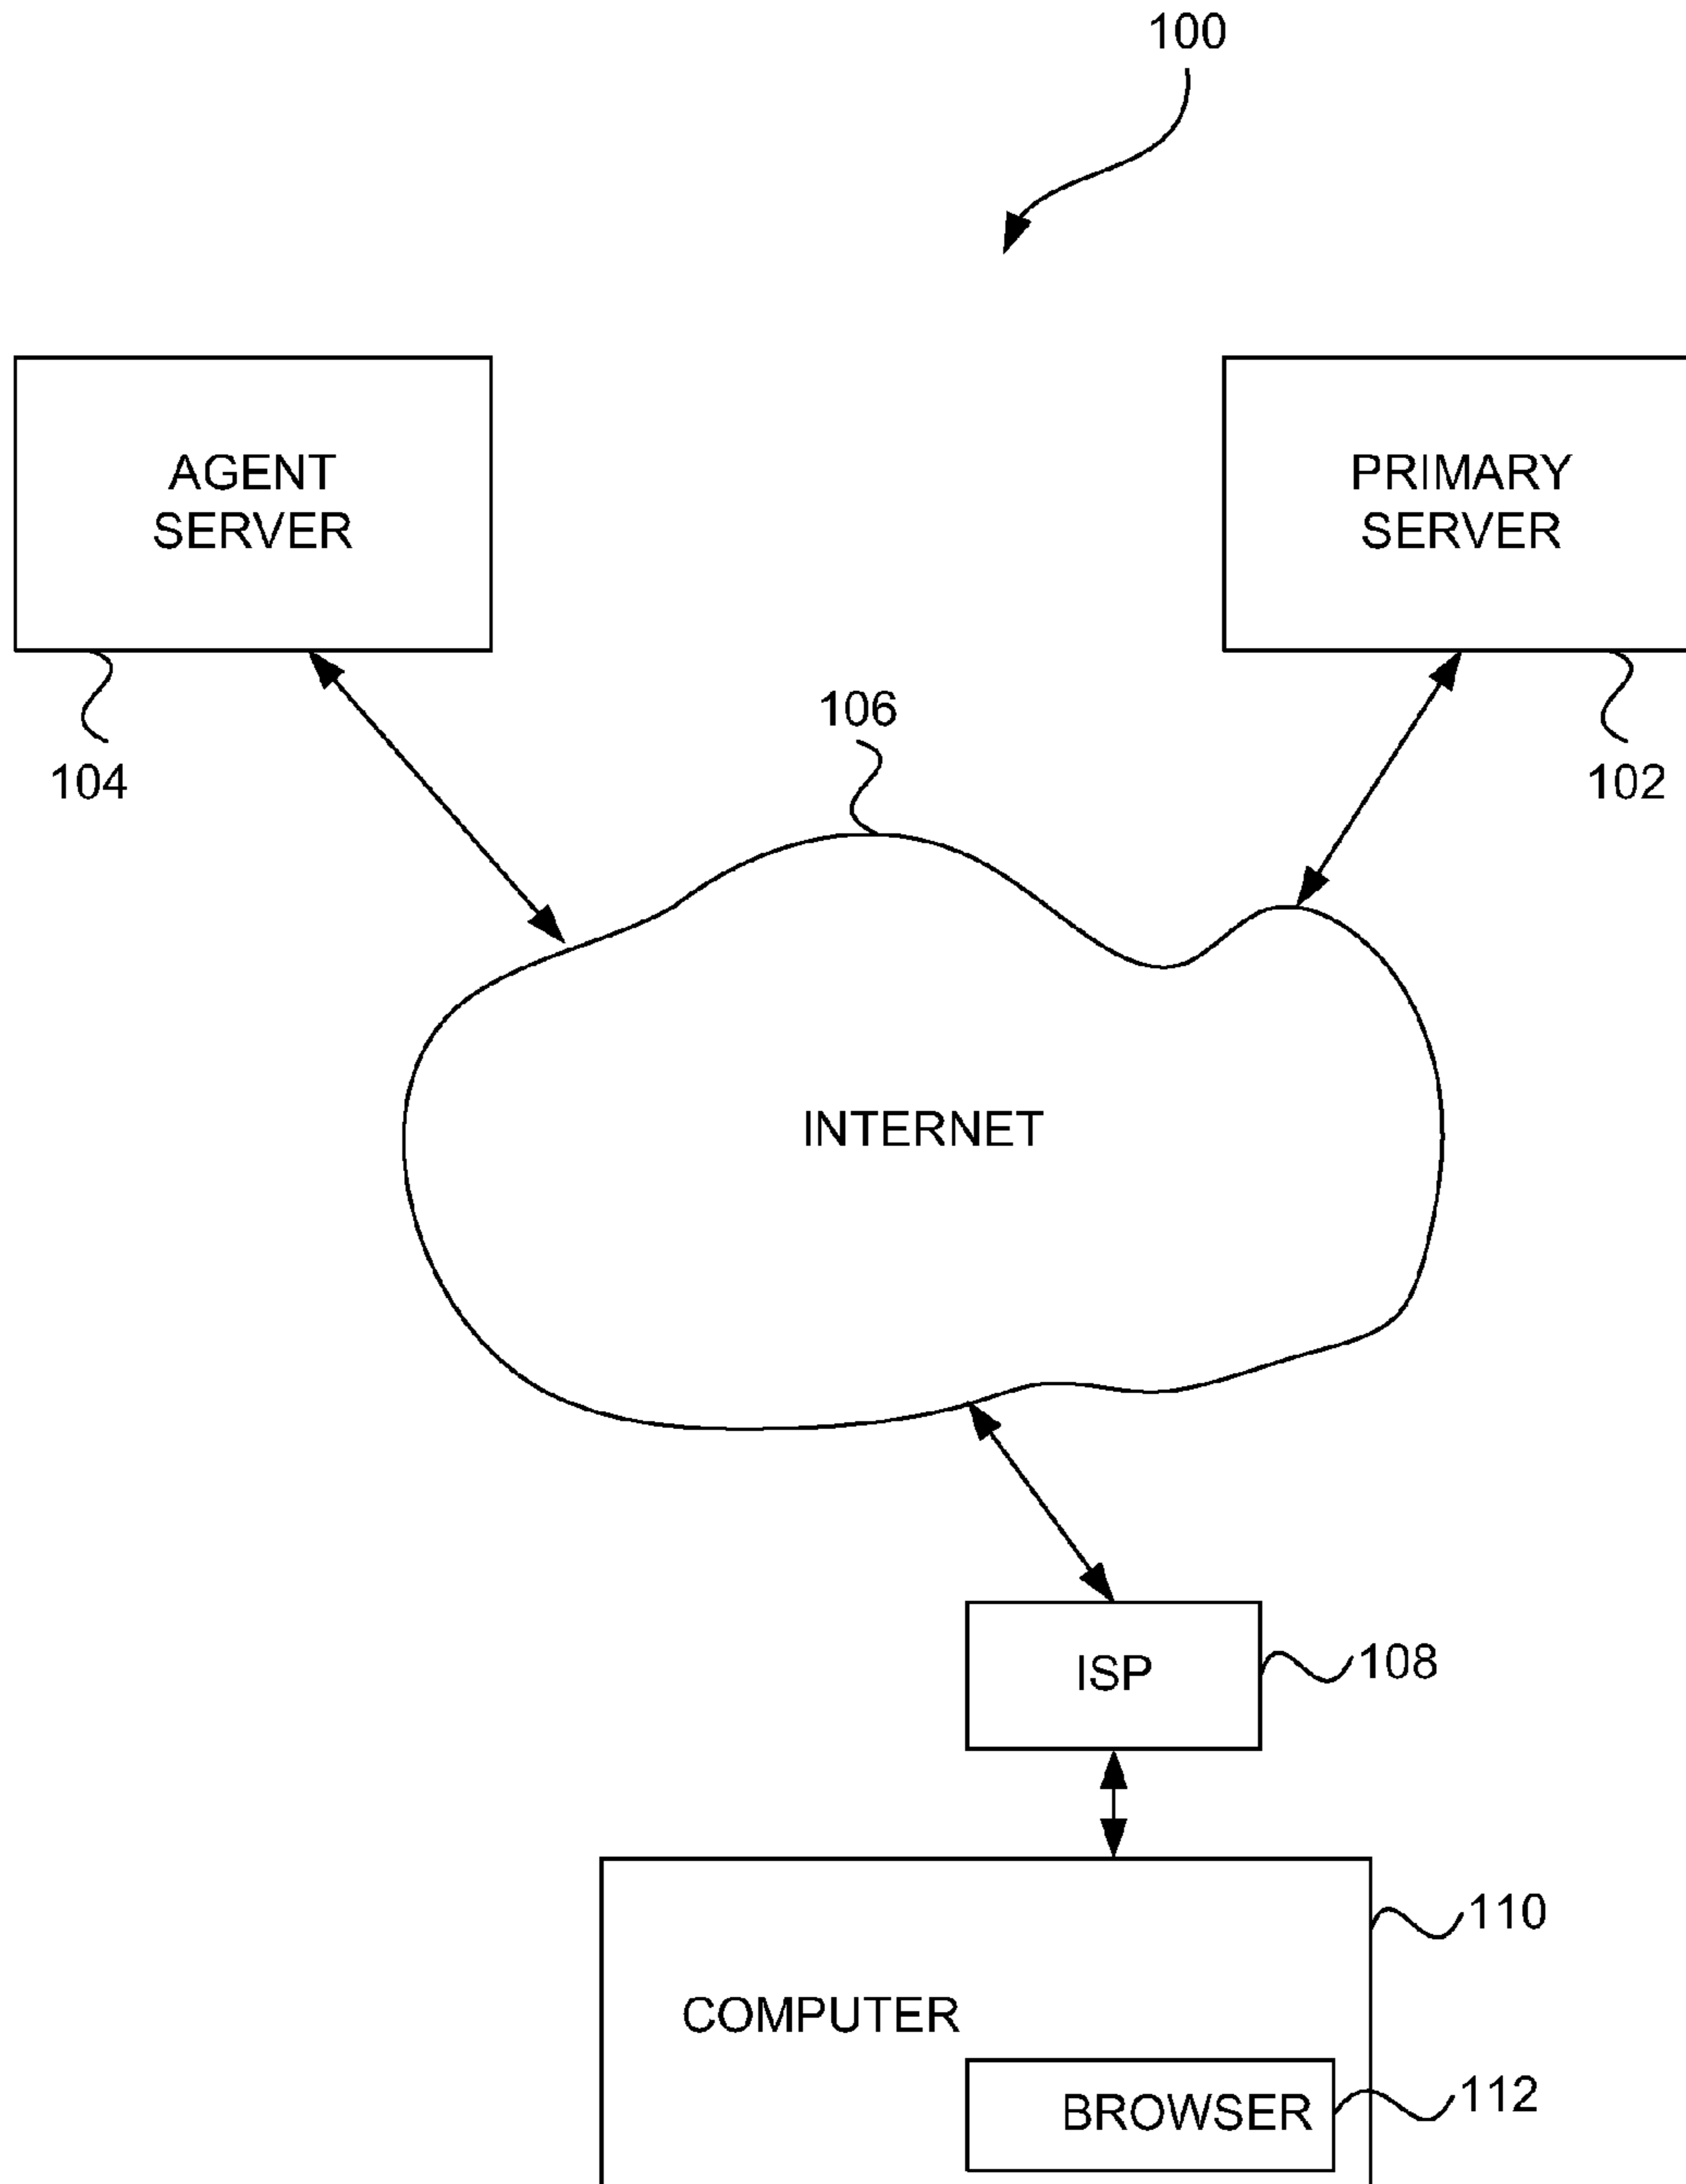 100
AGENT
SERVER
PRIMARY
SERVER
106
104
102
INTERNET
ISP
108
110
COMPUTER
BROWSER
112